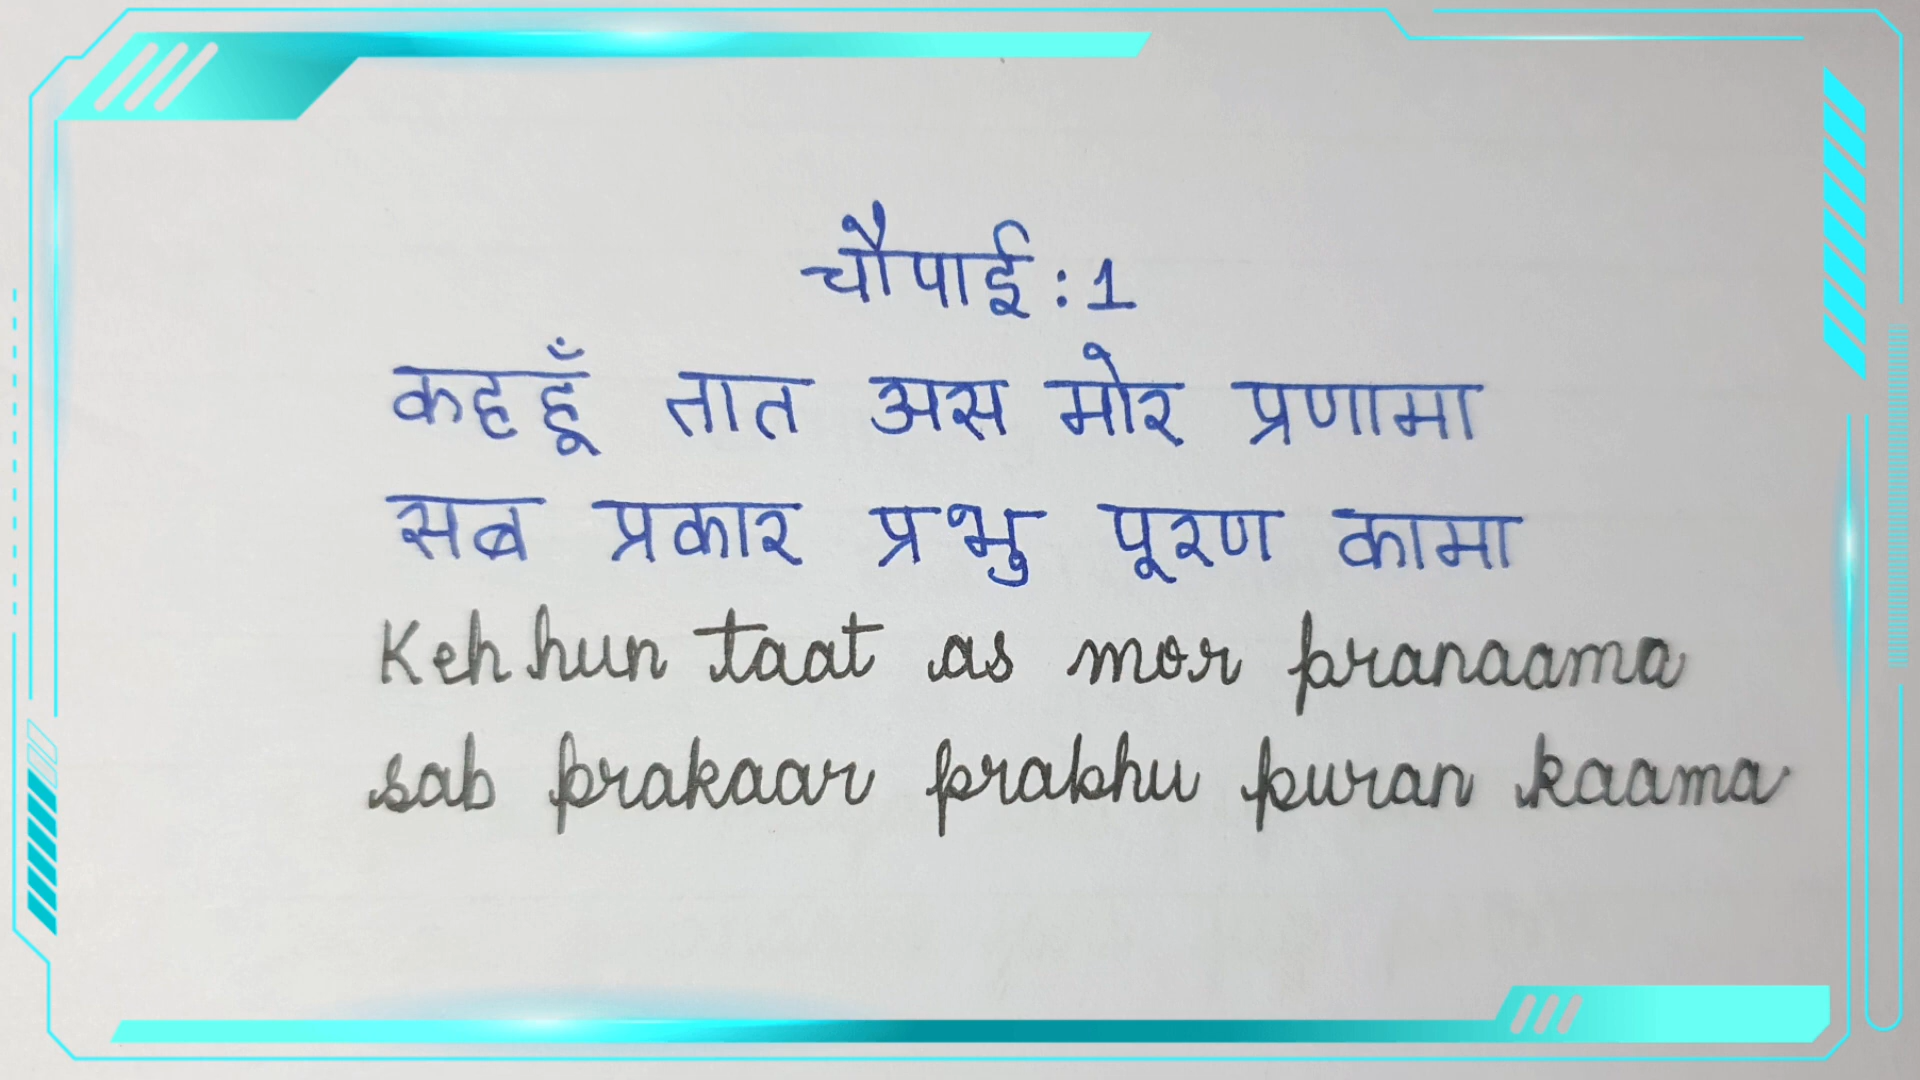 चौपाई : 1
कहहूँ तात अस मोर प्रणामा
सब प्रकार प्रभु पूरण कामा
Keh hun taat as mor pranaama
sab prakaar prabhu puran kaama